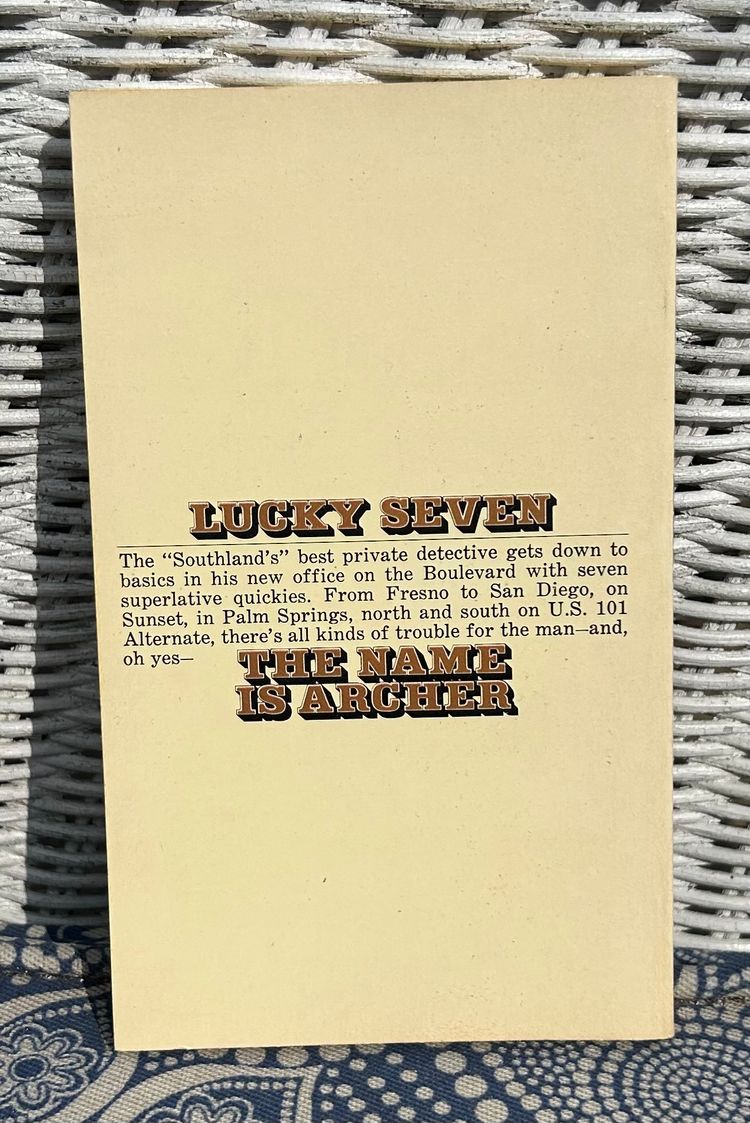 LUCKY SEVEN
The “Southland's” best private detective gets down to
basics in his new office on the Boulevard with seven
superlative quickies. From Fresno to San Diego, on
Sunset, in Palm Springs, north and south on U.S. 101
Alternate, there's all kinds of trouble for the man—and,
oh yes—
THE NAME
IS ARCHER